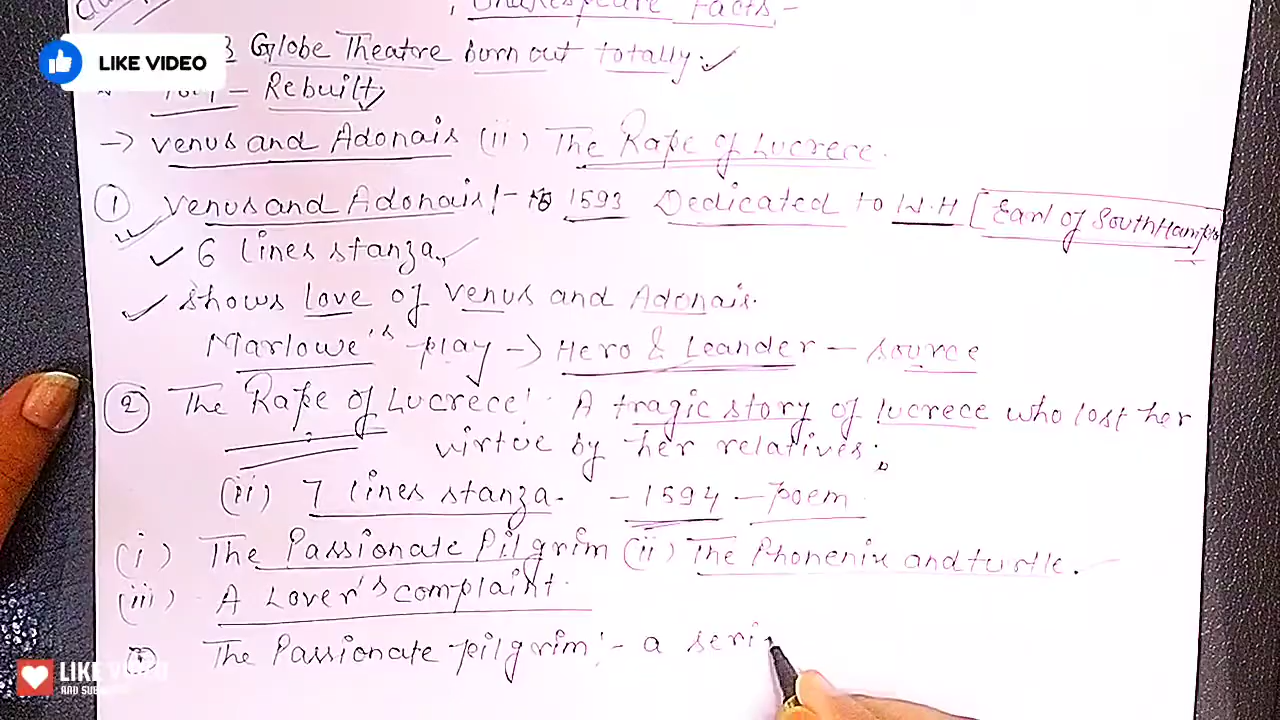 Shakespeare Facts,-
LIKE VIDEO
3 Globe Theatre burn out totally.
Rebuilt
→ Venus and Adonais (ii) The Rape of Lucrece.
① Venus and Adonais!- 1593 Dedicated to W.H [Earl of SouthHampto
6 lines stanza.
shows love of Venus and Adonais.
Marlowe's play → Hero & Leander - source
② The Rape of Lucrece! A tragic story of lucrece who lost her
virtue by her relatives.
(ii) 7 lines stanza. - 1594 - poem
(i) The Passionate Pilgrim (ii) The Phonenix and turtle.
(iii) A Lover's complaint.
The Passionate pilgrim:- a seri
LIKE VIDEO